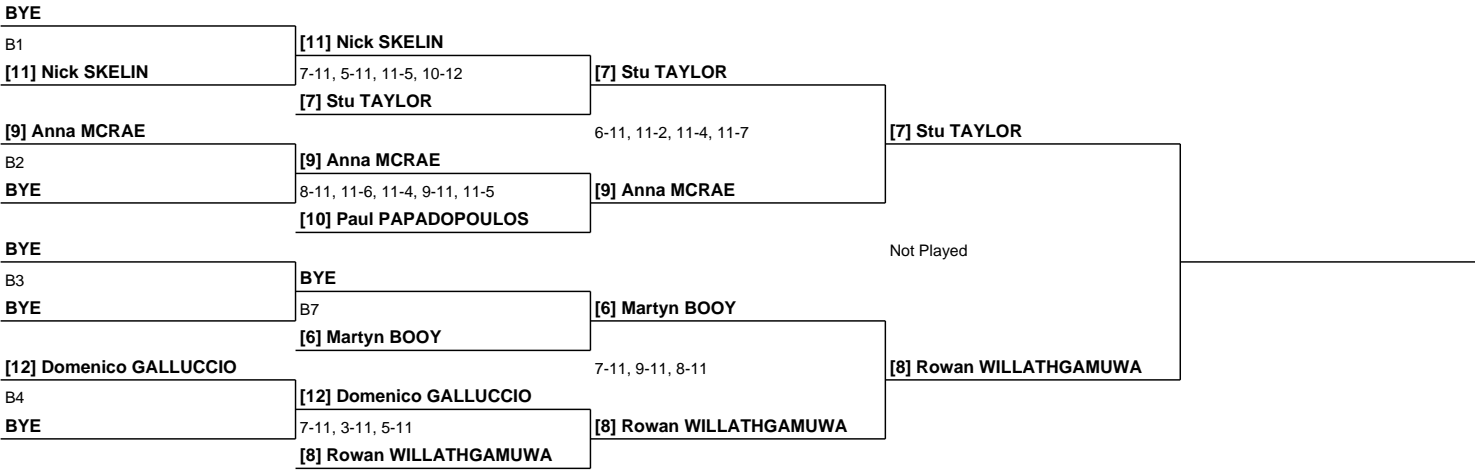 BYE
B1
[11] Nick SKELIN
[11] Nick SKELIN
7-11, 5-11, 11-5, 10-12
[7] Stu TAYLOR
[7] Stu TAYLOR
[9] Anna MCRAE
6-11, 11-2, 11-4, 11-7
[7] Stu TAYLOR
B2
[9] Anna MCRAE
BYE
8-11, 11-6, 11-4, 9-11, 11-5
[9] Anna MCRAE
[10] Paul PAPADOPOULOS
BYE
Not Played
B3
BYE
BYE
B7
[6] Martyn BOOY
[6] Martyn BOOY
[12] Domenico GALLUCCIO
7-11, 9-11, 8-11
[8] Rowan WILLATHGAMUWA
B4
[12] Domenico GALLUCCIO
BYE
7-11, 3-11, 5-11
[8] Rowan WILLATHGAMUWA
[8] Rowan WILLATHGAMUWA